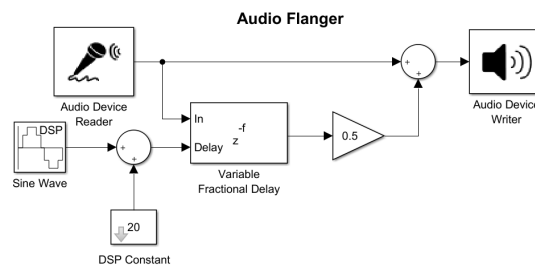 Audio Flanger
Audio Device
Reader
Audio Device
Writer
+
+
In
Delay
z
-f
0.5
DSP
+
+
Sine Wave
Variable
Fractional Delay
20
DSP Constant